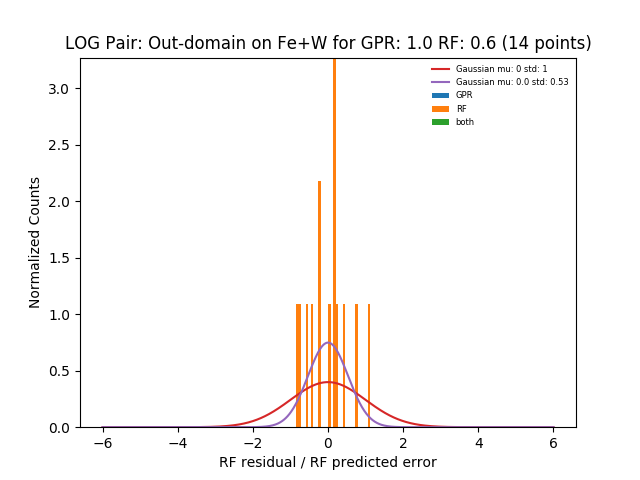 LOG Pair: Out-domain on Fe+W for GPR: 1.0 RF: 0.6 (14 points)
Gaussian mu: 0 std: 1
Gaussian mu: 0.0 std: 0.53
GPR
RF
both
Normalized Counts
3.0
2.5
2.0
1.5
1.0
0.5
0.0
−6 −4 −2 0 2 4 6
RF residual / RF predicted error